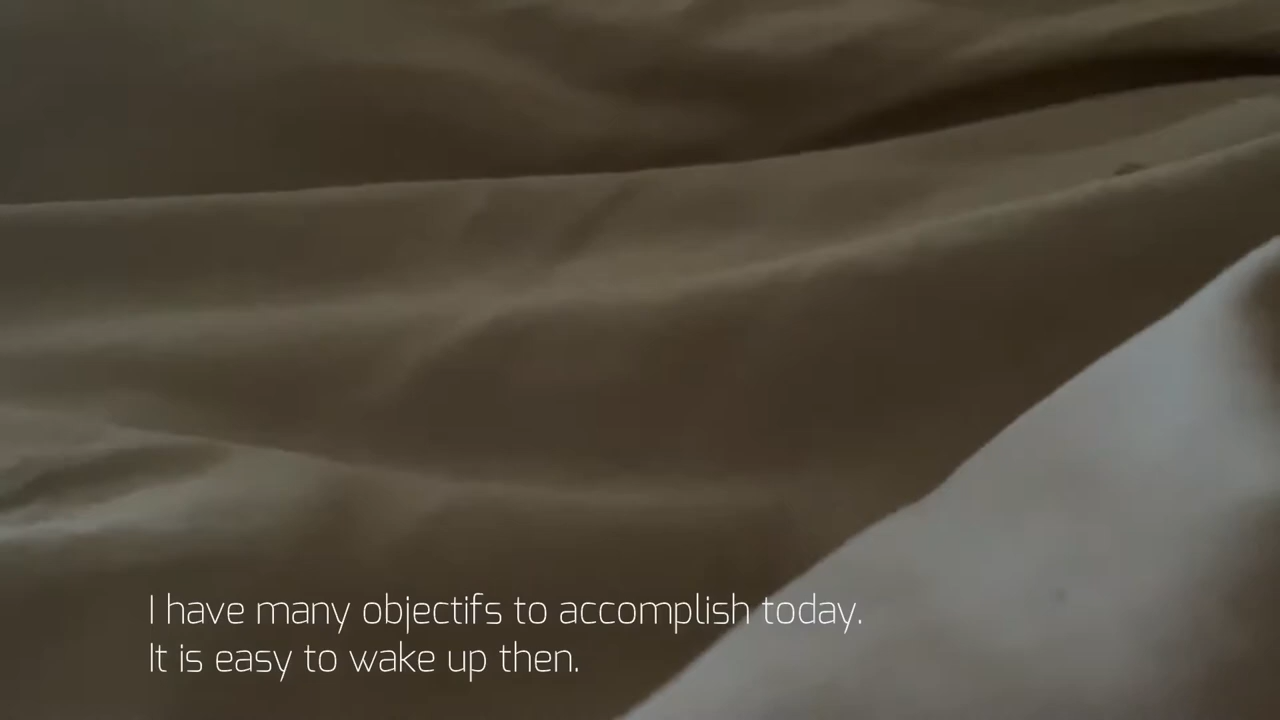 I have many objectifs to accomplish today.
It is easy to wake up then.